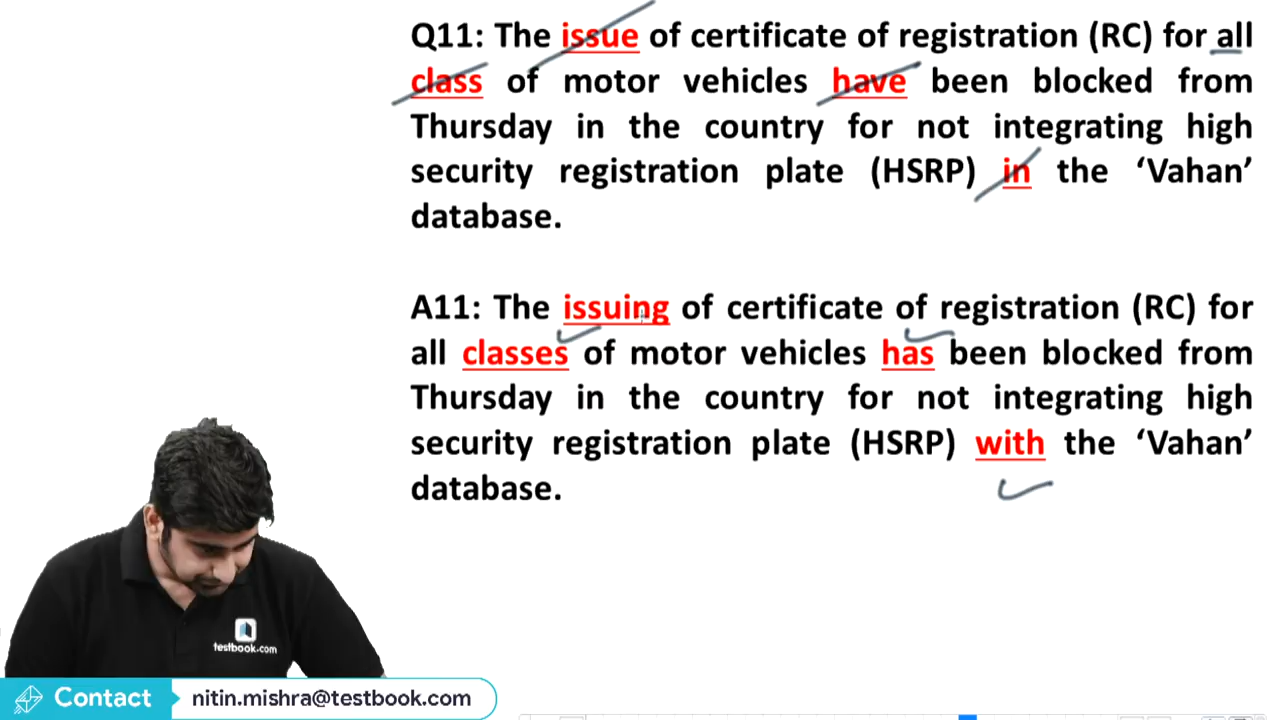 Q11: The issue of certificate of registration (RC) for all
class of motor vehicles have been blocked from
Thursday in the country for not integrating high
security registration plate (HSRP) in the ‘Vahan’
database.
A11: The issuing of certificate of registration (RC) for
all classes of motor vehicles has been blocked from
Thursday in the country for not integrating high
security registration plate (HSRP) with the ‘Vahan’
database.
testbook.com
Contact nitin.mishra@testbook.com